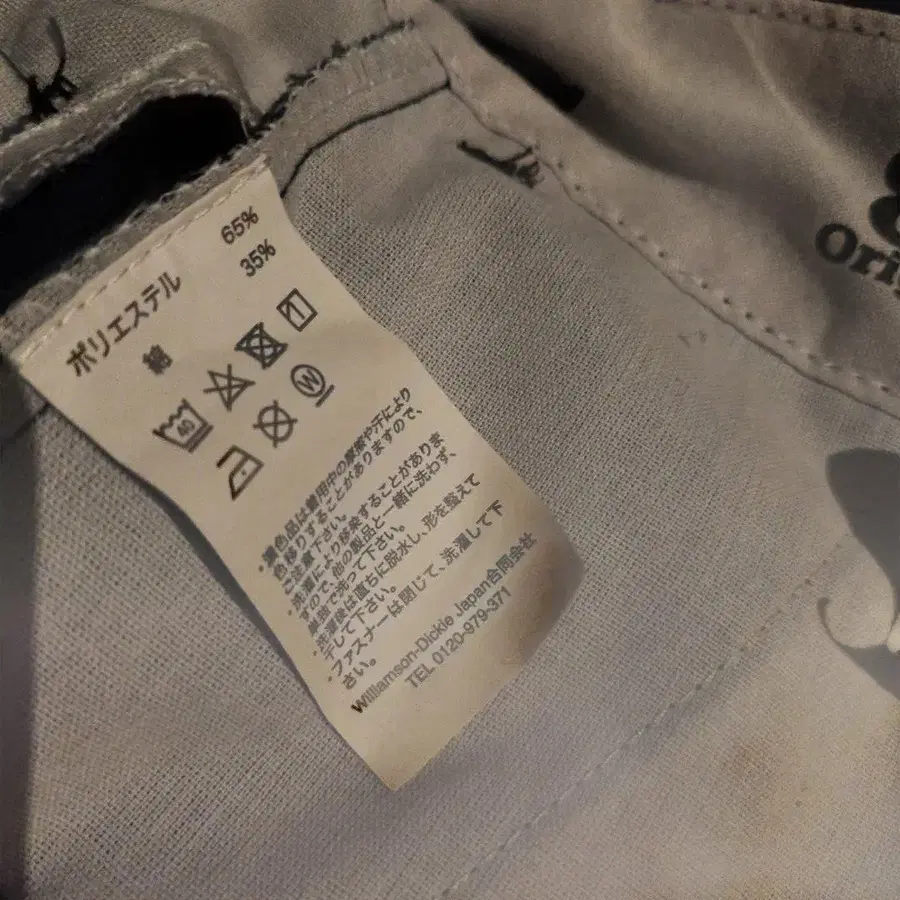 ポリエステル 65%
綿 35%
40
W
・濃色品は着用中の摩擦や汗により
色移りすることがありますので、
ご注意下さい。
・洗濯により移染することがありま
すので、他の製品と一緒に洗わず、
単独で洗って下さい。
・洗濯後は直ちに脱水し、形を整えて
干して下さい。
・ファスナーは閉じて、洗濯して下
さい。
Williamson-Dickie Japan合同会社
TEL 0120-979-371